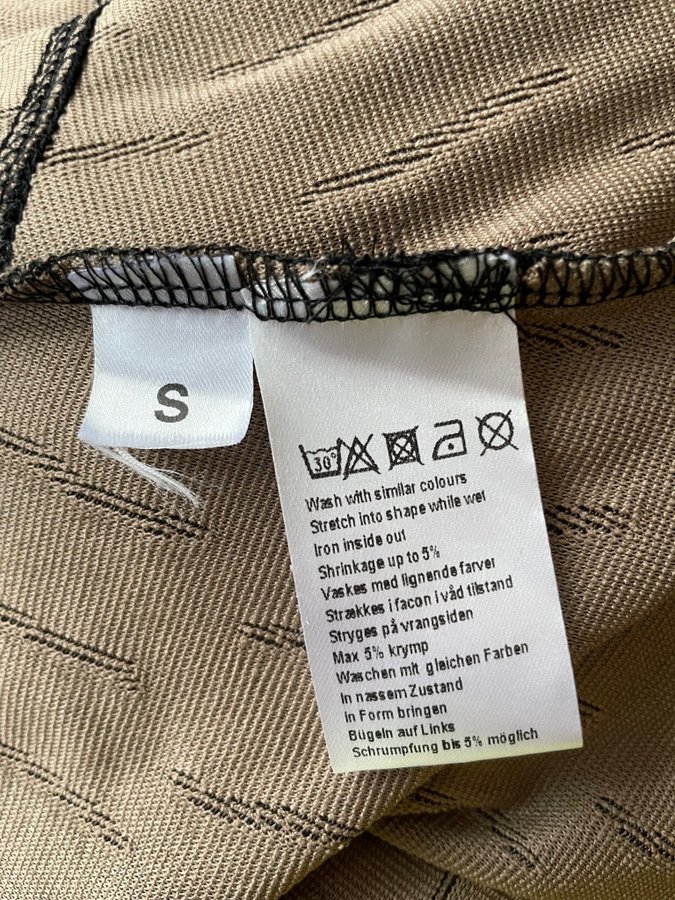 S
30°
Wash with similar colours
Stretch into shape while wet
Iron inside out
Shrinkage up to 5%
Vaskes med lignende farver
Strækkes i facon i våd tilstand
Stryges på vrangsiden
Max 5% krymp
Waschen mit gleichen Farben
In nassem Zustand
in Form bringen
Bügeln auf Links
Schrumpfung bis 5% möglich